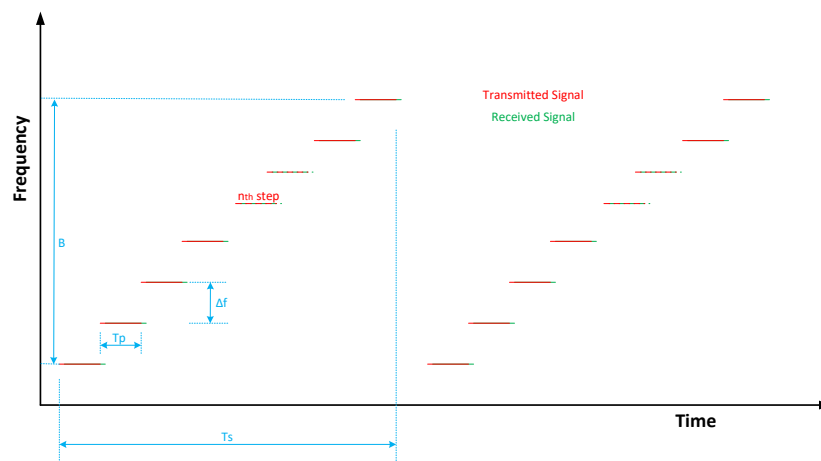 Transmitted Signal
Received Signal
Frequency
nth step
B
Δf
Tp
Time
Ts